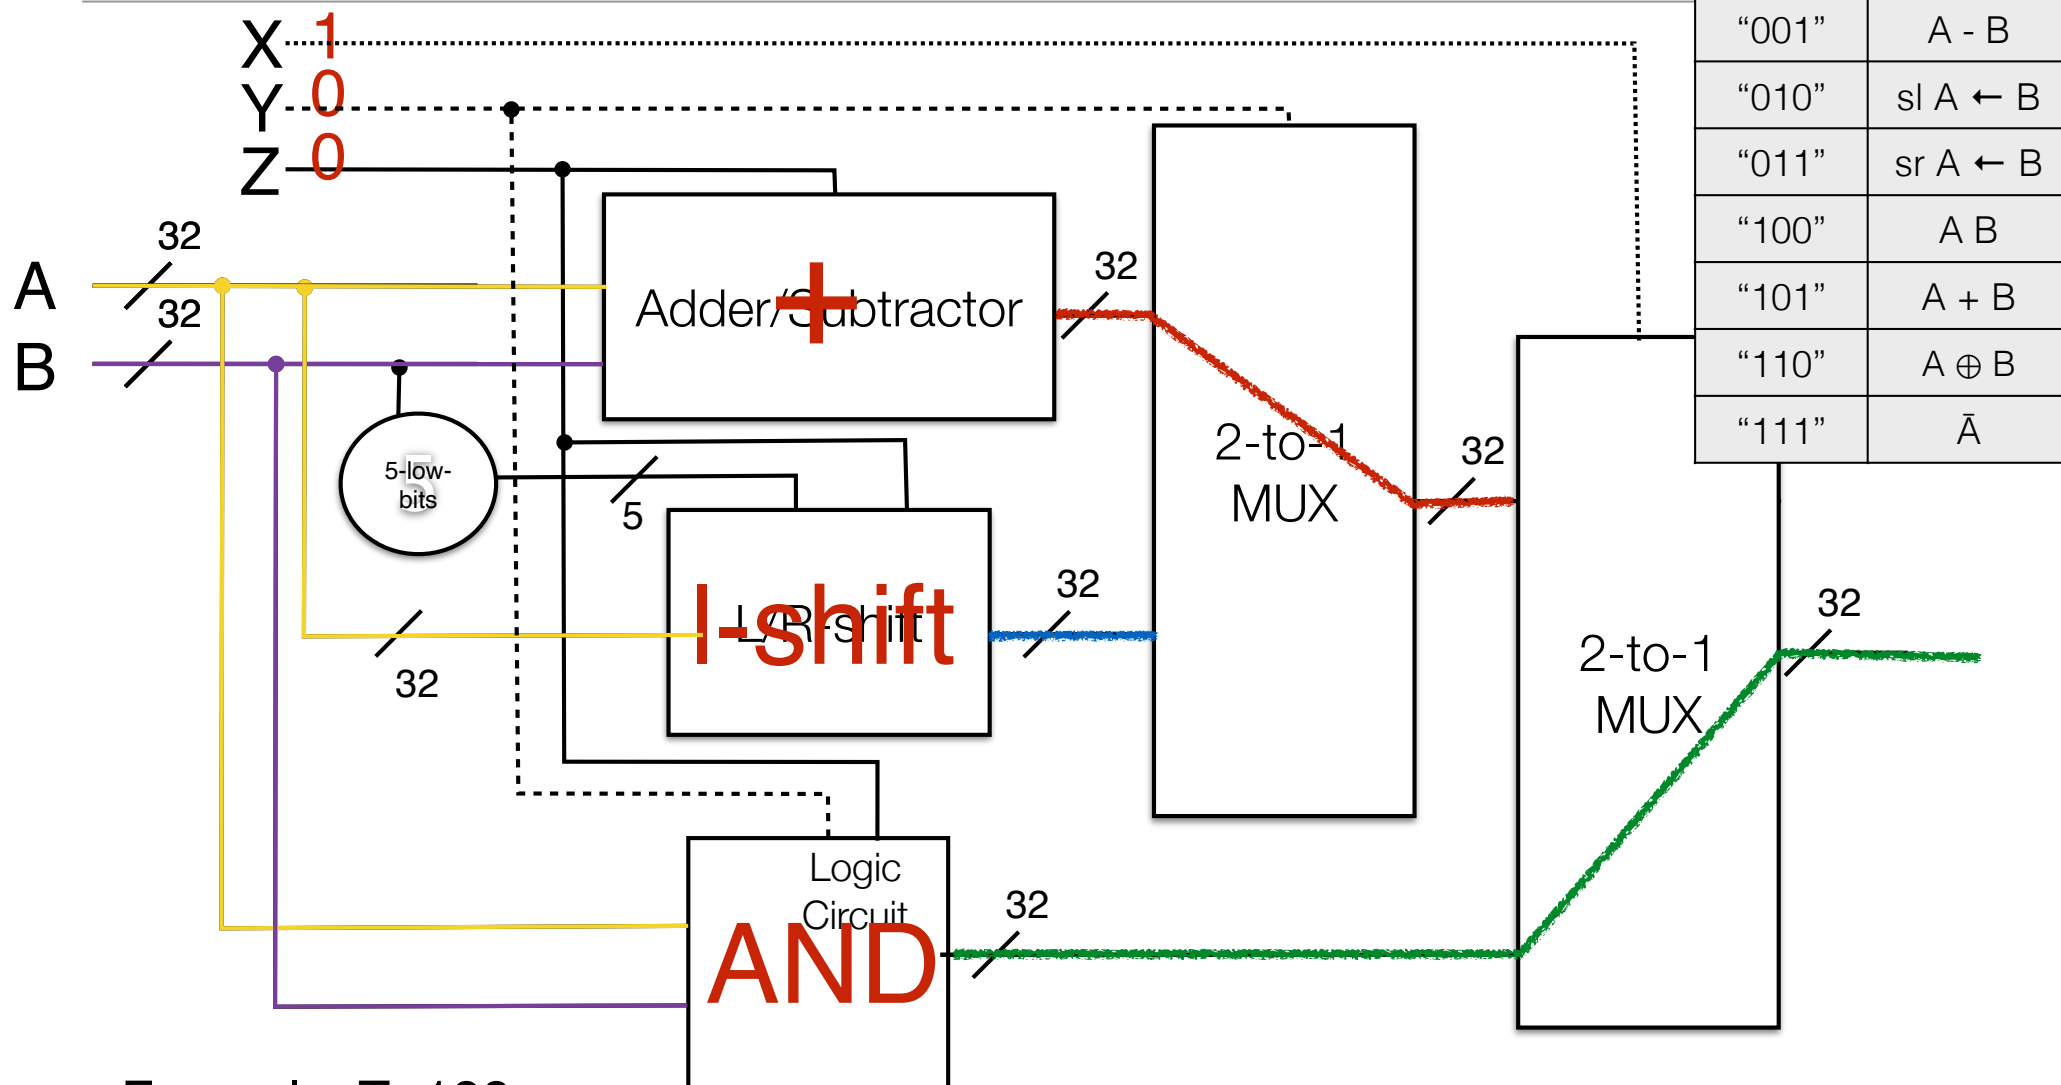 X 1
Y 0
Z 0
"001" A - B
"010" sl A ← B
"011" sr A ← B
"100" A B
"101" A + B
"110" A ⊕ B
"111" Ā
32
A
32
B
Adder/Subtractor
+
32
5-low-
bits
5
5
32
L/R-shift
l-shift
32
2-to-1
MUX
32
2-to-1
MUX
32
Logic
Circuit
AND
32